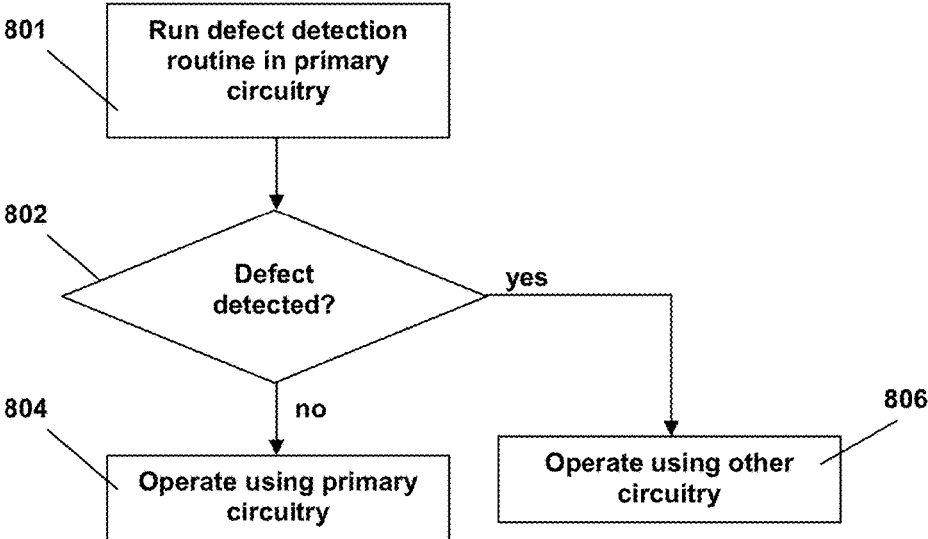 801
Run defect detection
routine in primary
circuitry
802
Defect
detected?
yes
no
804
Operate using primary
circuitry
806
Operate using other
circuitry